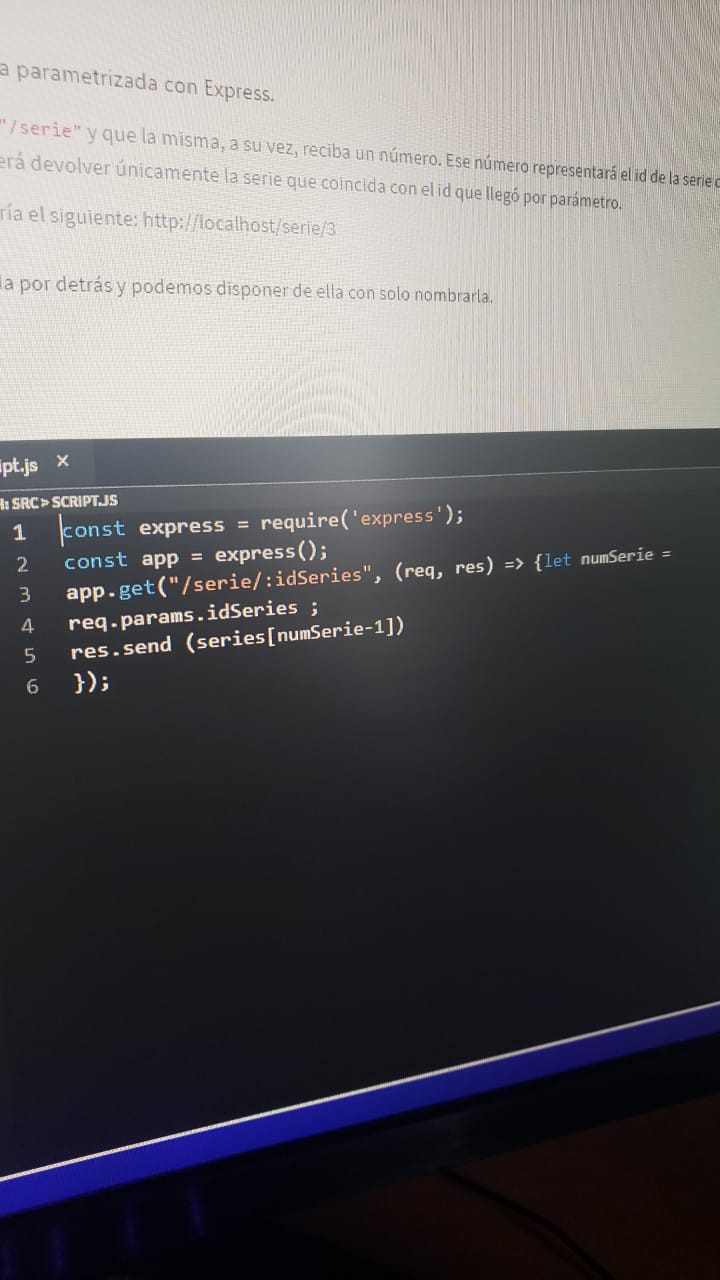 a parametrizada con Express.
"/serie" y que la misma, a su vez, reciba un número. Ese número representará el id de la serie
erá devolver únicamente la serie que coincida con el id que llegó por parámetro.
ría el siguiente: http://localhost/serie/3
la por detrás y podemos disponer de ella con solo nombrarla.
ipt.js ×
SRC > SCRIPT.JS
1 const express = require('express');
2 const app = express();
3 app.get("/serie/:idSeries", (req, res) => {let numSerie =
4 req.params.idSeries ;
5 res.send (series[numSerie-1])
6 });